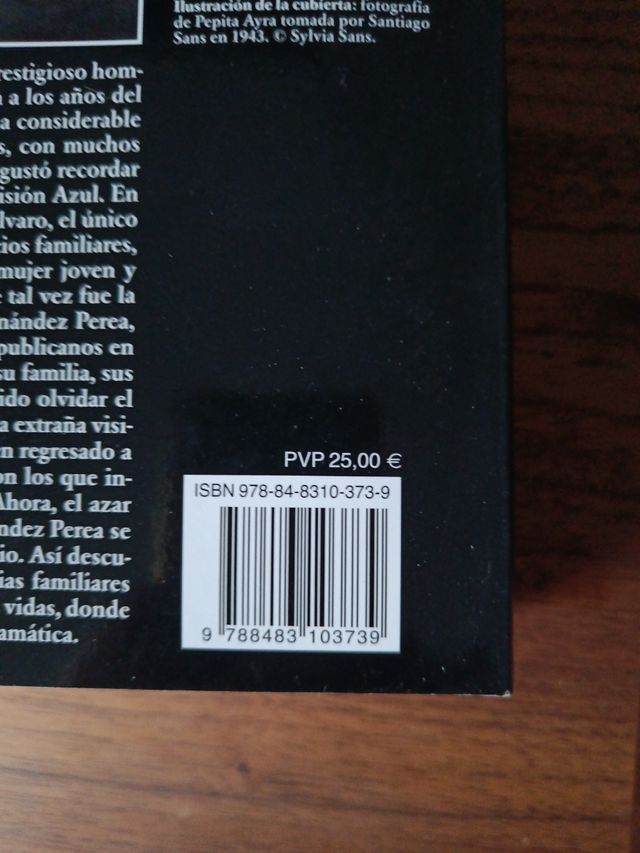 Ilustración de la cubierta: fotografía
de Pepita Ayra tomada por Santiago
Sans en 1943. © Sylvia Sans.
restigioso hom-
a a los años del
a considerable
s, con muchos
gustó recordar
isión Azul. En
lvaro, el único
cios familiares,
mujer joven y
e tal vez fue la
nández Perea,
publicanos en
su familia, sus
ido olvidar el
a extraña visi-
en regresado a
on los que in-
Ahora, el azar
ndez Perea se
io. Así descu-
ias familiares
vidas, donde
amática.
PVP 25,00 €
ISBN 978-84-8310-373-9
9 788483 103739